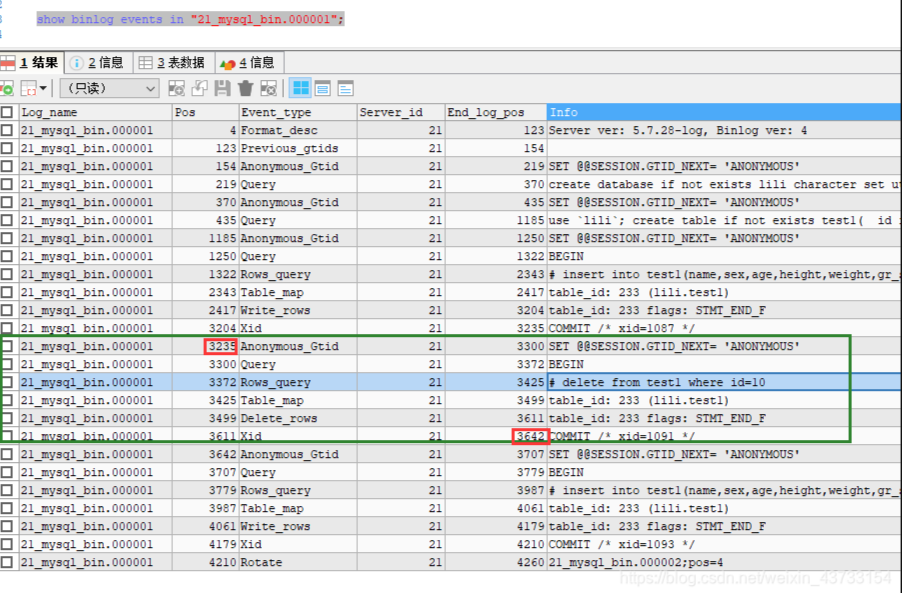 show binlog events in "21_mysql_bin.000001";
1 结果 2 信息 3 表数据 4 信息
(只读)
Log_name Pos Event_type Server_id End_log_pos Info
21_mysql_bin.000001 4 Format_desc 21 123 Server ver: 5.7.28-log, Binlog ver: 4
21_mysql_bin.000001 123 Previous_gtids 21 154
21_mysql_bin.000001 154 Anonymous_Gtid 21 219 SET @@SESSION.GTID_NEXT= 'ANONYMOUS'
21_mysql_bin.000001 219 Query 21 370 create database if not exists lili character set u
21_mysql_bin.000001 370 Anonymous_Gtid 21 435 SET @@SESSION.GTID_NEXT= 'ANONYMOUS'
21_mysql_bin.000001 435 Query 21 1185 use `lili`; create table if not exists test1( id
21_mysql_bin.000001 1185 Anonymous_Gtid 21 1250 SET @@SESSION.GTID_NEXT= 'ANONYMOUS'
21_mysql_bin.000001 1250 Query 21 1322 BEGIN
21_mysql_bin.000001 1322 Rows_query 21 2343 # insert into test1(name,sex,age,height,weight,gr_
21_mysql_bin.000001 2343 Table_map 21 2417 table_id: 233 (lili.test1)
21_mysql_bin.000001 2417 Write_rows 21 3204 table_id: 233 flags: STMT_END_F
21_mysql_bin.000001 3204 Xid 21 3235 COMMIT /* xid=1087 */
21_mysql_bin.000001 3235 Anonymous_Gtid 21 3300 SET @@SESSION.GTID_NEXT= 'ANONYMOUS'
21_mysql_bin.000001 3300 Query 21 3372 BEGIN
21_mysql_bin.000001 3372 Rows_query 21 3425 # delete from test1 where id=10
21_mysql_bin.000001 3425 Table_map 21 3499 table_id: 233 (lili.test1)
21_mysql_bin.000001 3499 Delete_rows 21 3611 table_id: 233 flags: STMT_END_F
21_mysql_bin.000001 3611 Xid 21 3642 COMMIT /* xid=1091 */
21_mysql_bin.000001 3642 Anonymous_Gtid 21 3707 SET @@SESSION.GTID_NEXT= 'ANONYMOUS'
21_mysql_bin.000001 3707 Query 21 3779 BEGIN
21_mysql_bin.000001 3779 Rows_query 21 3987 # insert into test1(name,sex,age,height,weight,gr_
21_mysql_bin.000001 3987 Table_map 21 4061 table_id: 233 (lili.test1)
21_mysql_bin.000001 4061 Write_rows 21 4179 table_id: 233 flags: STMT_END_F
21_mysql_bin.000001 4179 Xid 21 4210 COMMIT /* xid=1093 */
21_mysql_bin.000001 4210 Rotate 21 4260 21_mysql_bin.000002;pos=4
https://blog.csdn.net/weixin_43733154